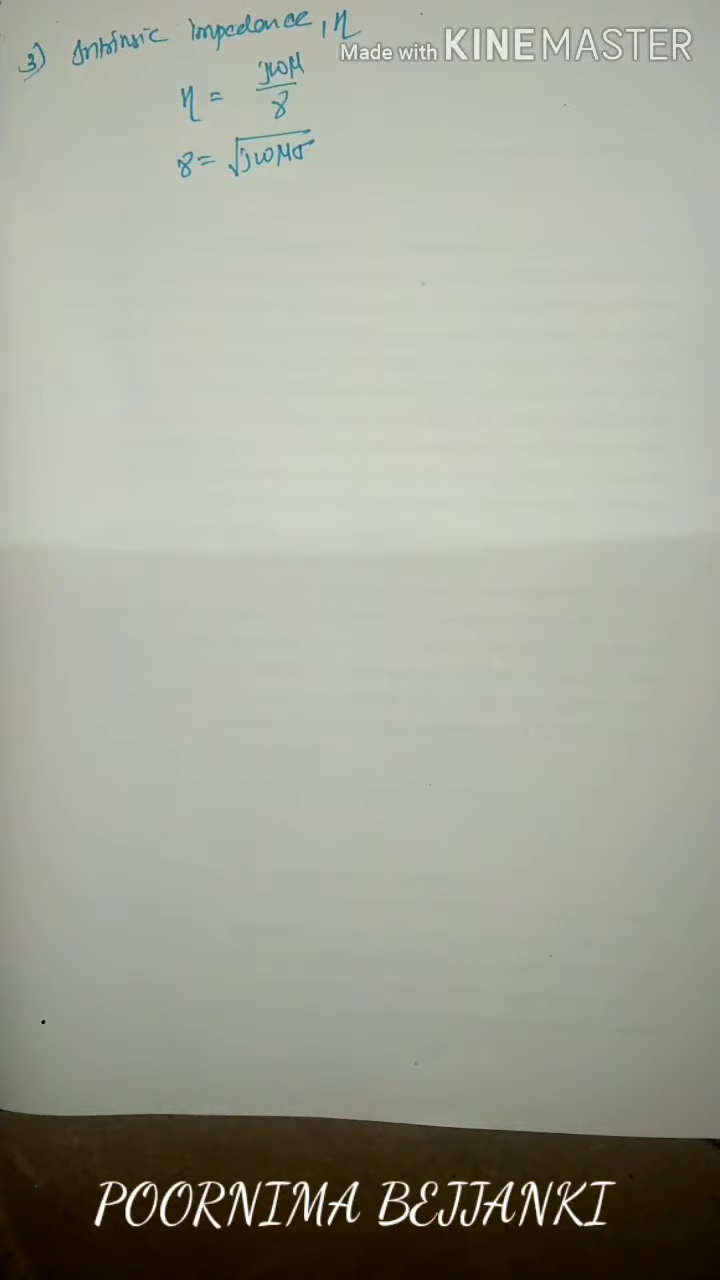 3) Intrinsic impedance, η
Made with KINEMASTER
η = jωμ / γ
γ = √jωμσ
POORNIMA BEJJANKI